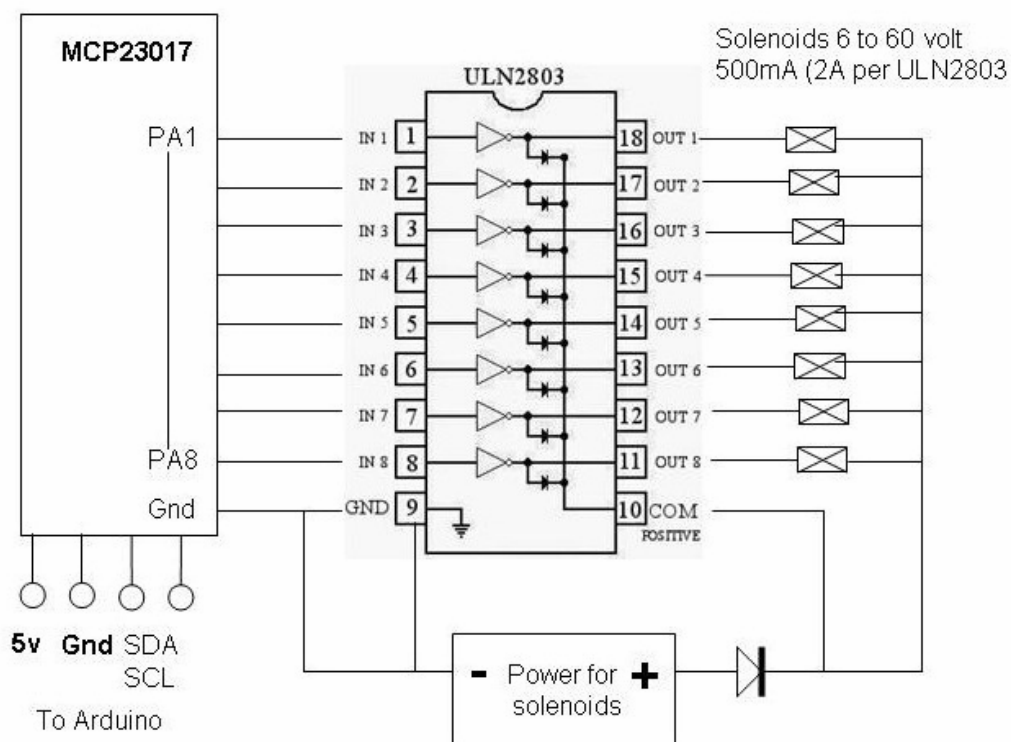 MCP23017
Solenoids 6 to 60 volt
500mA (2A per ULN2803
ULN2803
PA1
IN 1 1 18 OUT 1
IN 2 2 17 OUT 2
IN 3 3 16 OUT 3
IN 4 4 15 OUT 4
IN 5 5 14 OUT 5
IN 6 6 13 OUT 6
IN 7 7 12 OUT 7
PA8
IN 8 8 11 OUT 8
Gnd
GND 9 10 COM
POSITIVE
5v Gnd SDA
SCL
To Arduino
- Power for +
solenoids